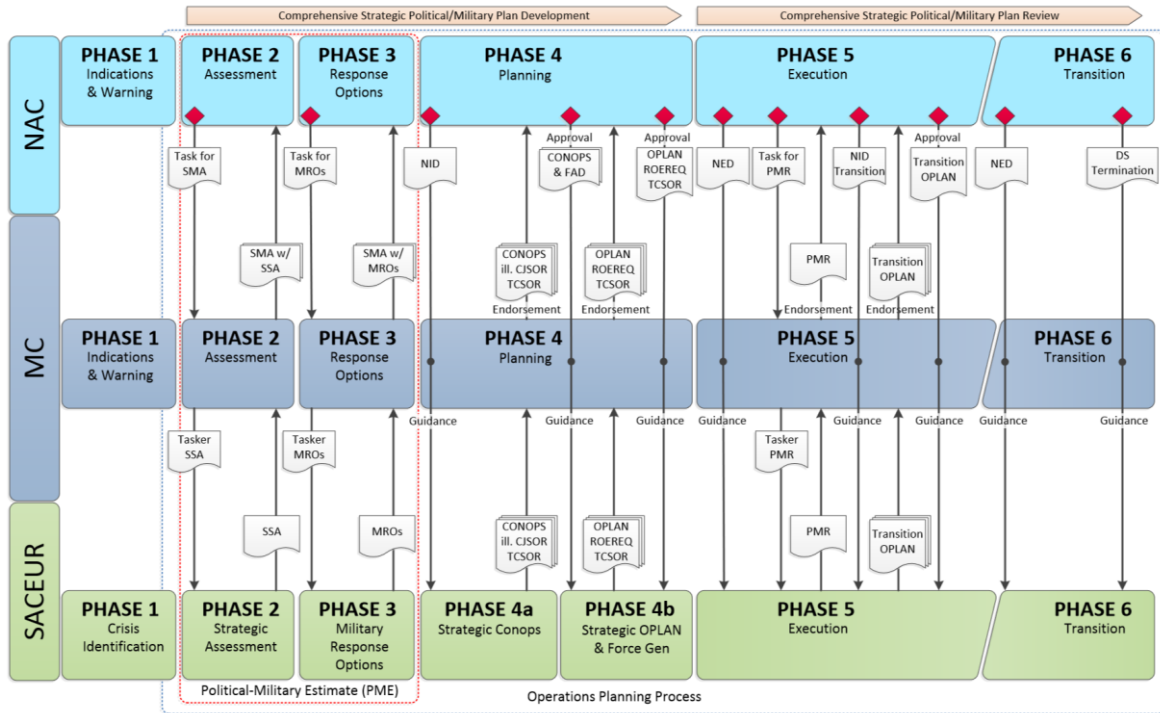 Comprehensive Strategic Political/Military Plan Development
Comprehensive Strategic Political/Military Plan Review
NAC
PHASE 1
Indications
& Warning
PHASE 2
Assessment
PHASE 3
Response
Options
PHASE 4
Planning
PHASE 5
Execution
PHASE 6
Transition
Task for
SMA
Task for
MROs
NID
Approval
CONOPS
& FAD
Approval
OPLAN
ROEREQ
TCSOR
NED
Task for
PMR
NID
Transition
Approval
Transition
OPLAN
NED
DS
Termination
SMA w/
SSA
SMA w/
MROs
CONOPS
ill. CJSOR
TCSOR
Endorsement
OPLAN
ROEREQ
TCSOR
Endorsement
PMR
Endorsement
Transition
OPLAN
Endorsement
MC
PHASE 1
Indications
& Warning
PHASE 2
Assessment
PHASE 3
Response
Options
PHASE 4
Planning
PHASE 5
Execution
PHASE 6
Transition
Tasker
SSA
Tasker
MROs
Guidance
Guidance
Guidance
Guidance
Tasker
PMR
Guidance
Guidance
Guidance
Guidance
SSA
MROs
CONOPS
ill. CJSOR
TCSOR
OPLAN
ROEREQ
TCSOR
PMR
Transition
OPLAN
SACEUR
PHASE 1
Crisis
Identification
PHASE 2
Strategic
Assessment
PHASE 3
Military
Response
Options
PHASE 4a
Strategic Conops
PHASE 4b
Strategic OPLAN
& Force Gen
PHASE 5
Execution
PHASE 6
Transition
Political-Military Estimate (PME)
Operations Planning Process